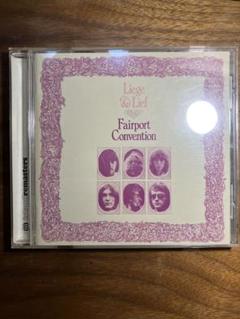 Liege
& Lief
Fairport
Convention
remasters